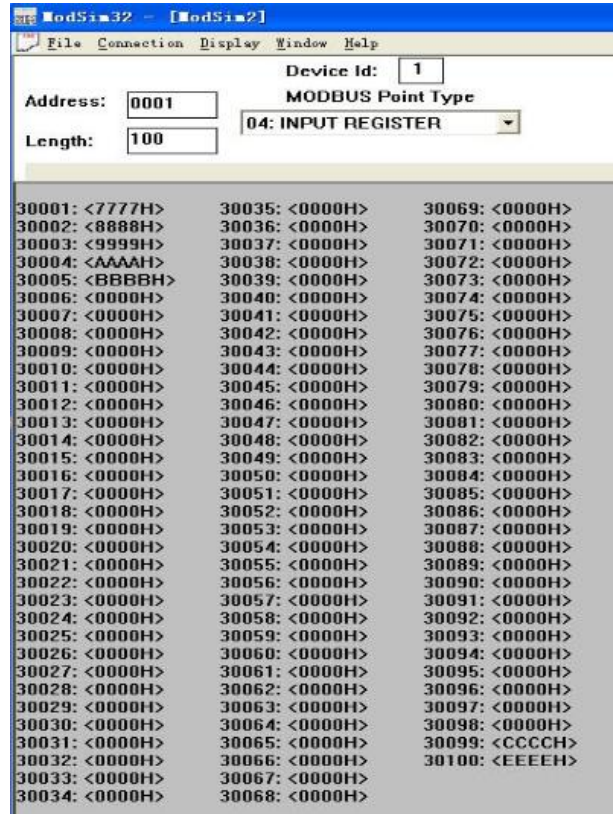 ModSim32 - [ModSim2]
File Connection Display Window Help
Device Id: 1
Address: 0001
MODBUS Point Type
04: INPUT REGISTER
Length: 100
30001: <7777H> 30035: <0000H> 30069: <0000H>
30002: <8888H> 30036: <0000H> 30070: <0000H>
30003: <9999H> 30037: <0000H> 30071: <0000H>
30004: <AAAAH> 30038: <0000H> 30072: <0000H>
30005: <BBBBH> 30039: <0000H> 30073: <0000H>
30006: <0000H> 30040: <0000H> 30074: <0000H>
30007: <0000H> 30041: <0000H> 30075: <0000H>
30008: <0000H> 30042: <0000H> 30076: <0000H>
30009: <0000H> 30043: <0000H> 30077: <0000H>
30010: <0000H> 30044: <0000H> 30078: <0000H>
30011: <0000H> 30045: <0000H> 30079: <0000H>
30012: <0000H> 30046: <0000H> 30080: <0000H>
30013: <0000H> 30047: <0000H> 30081: <0000H>
30014: <0000H> 30048: <0000H> 30082: <0000H>
30015: <0000H> 30049: <0000H> 30083: <0000H>
30016: <0000H> 30050: <0000H> 30084: <0000H>
30017: <0000H> 30051: <0000H> 30085: <0000H>
30018: <0000H> 30052: <0000H> 30086: <0000H>
30019: <0000H> 30053: <0000H> 30087: <0000H>
30020: <0000H> 30054: <0000H> 30088: <0000H>
30021: <0000H> 30055: <0000H> 30089: <0000H>
30022: <0000H> 30056: <0000H> 30090: <0000H>
30023: <0000H> 30057: <0000H> 30091: <0000H>
30024: <0000H> 30058: <0000H> 30092: <0000H>
30025: <0000H> 30059: <0000H> 30093: <0000H>
30026: <0000H> 30060: <0000H> 30094: <0000H>
30027: <0000H> 30061: <0000H> 30095: <0000H>
30028: <0000H> 30062: <0000H> 30096: <0000H>
30029: <0000H> 30063: <0000H> 30097: <0000H>
30030: <0000H> 30064: <0000H> 30098: <0000H>
30031: <0000H> 30065: <0000H> 30099: <CCCCH>
30032: <0000H> 30066: <0000H> 30100: <EEEEH>
30033: <0000H> 30067: <0000H>
30034: <0000H> 30068: <0000H>